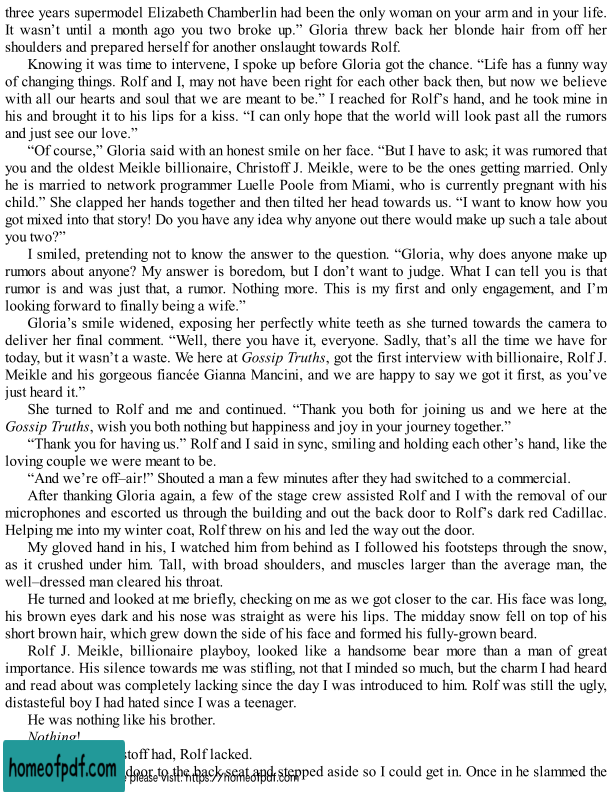 three years supermodel Elizabeth Chamberlin had been the only woman on your arm and in your life.
It wasn't until a month ago you two broke up.” Gloria threw back her blonde hair from off her
shoulders and prepared herself for another onslaught towards Rolf.
Knowing it was time to intervene, I spoke up before Gloria got the chance. “Life has a funny way
of changing things. Rolf and I, may not have been right for each other back then, but now we believe
with all our hearts and soul that we are meant to be.” I reached for Rolf's hand, and he took mine in
his and brought it to his lips for a kiss. “I can only hope that the world will look past all the rumors
and just see our love.”
“Of course,” Gloria said with an honest smile on her face. “But I have to ask; it was rumored that
you and the oldest Meikle billionaire, Christoff J. Meikle, were to be the ones getting married. Only
he is married to network programmer Luelle Poole from Miami, who is currently pregnant with his
child.” She clapped her hands together and then tilted her head towards us. “I want to know how you
got mixed into that story! Do you have any idea why anyone out there would make up such a tale about
you two?”
I smiled, pretending not to know the answer to the question. “Gloria, why does anyone make up
rumors about anyone? My answer is boredom, but I don't want to judge. What I can tell you is that
rumor is and was just that, a rumor. Nothing more. This is my first and only engagement, and I'm
looking forward to finally being a wife.”
Gloria's smile widened, exposing her perfectly white teeth as she turned towards the camera to
deliver her final comment. “Well, there you have it, everyone. Sadly, that's all the time we have for
today, but it wasn't a waste. We here at Gossip Truths, got the first interview with billionaire, Rolf J.
Meikle and his gorgeous fiancée Gianna Mancini, and we are happy to say we got it first, as you've
just heard it.”
She turned to Rolf and me and continued. “Thank you both for joining us and we here at the
Gossip Truths, wish you both nothing but happiness and joy in your journey together.”
“Thank you for having us.” Rolf and I said in sync, smiling and holding each other's hand, like the
loving couple we were meant to be.
“And we're off–air!” Shouted a man a few minutes after they had switched to a commercial.
After thanking Gloria again, a few of the stage crew assisted Rolf and I with the removal of our
microphones and escorted us through the building and out the back door to Rolf's dark red Cadillac.
Helping me into my winter coat, Rolf threw on his and led the way out the door.
My gloved hand in his, I watched him from behind as I followed his footsteps through the snow,
as it crushed under him. Tall, with broad shoulders, and muscles larger than the average man, the
well–dressed man cleared his throat.
He turned and looked at me briefly, checking on me as we got closer to the car. His face was long,
his brown eyes dark and his nose was straight as were his lips. The midday snow fell on top of his
short brown hair, which grew down the side of his face and formed his fully-grown beard.
Rolf J. Meikle, billionaire playboy, looked like a handsome bear more than a man of great
importance. His silence towards me was stifling, not that I minded so much, but the charm I had heard
and read about was completely lacking since the day I was introduced to him. Rolf was still the ugly,
distasteful boy I had hated since I was a teenager.
He was nothing like his brother.
Nothing!
stoff had, Rolf lacked.
door to the back seat and stepped aside so I could get in. Once in he slammed the
homeofpdf.com
please visit: https://homeofpdf.com